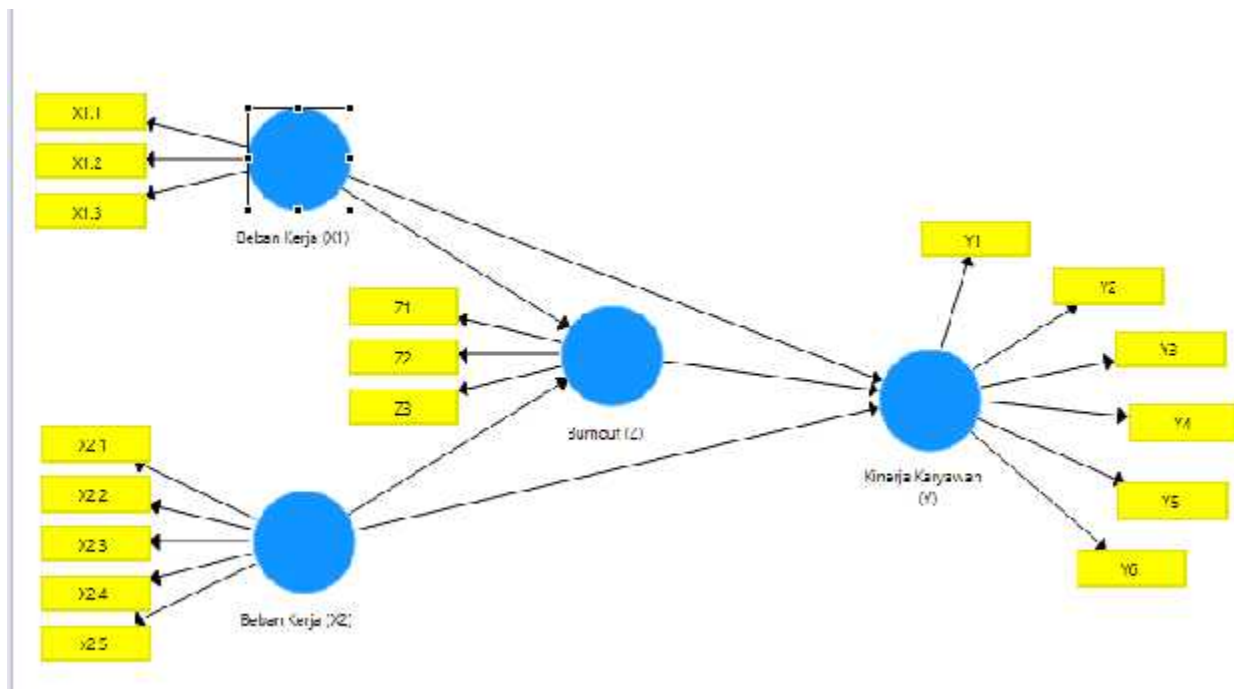 X1.1
X1.2
X1.3
Beban Kerja (X1)
Y1
Y2
Y3
Y4
Y5
Y6
Z1
Z2
Z3
Burnout (Z)
Kinerja Karyawan
(Y)
X2.1
X2.2
X2.3
X2.4
X2.5
Beban Kerja (X2)